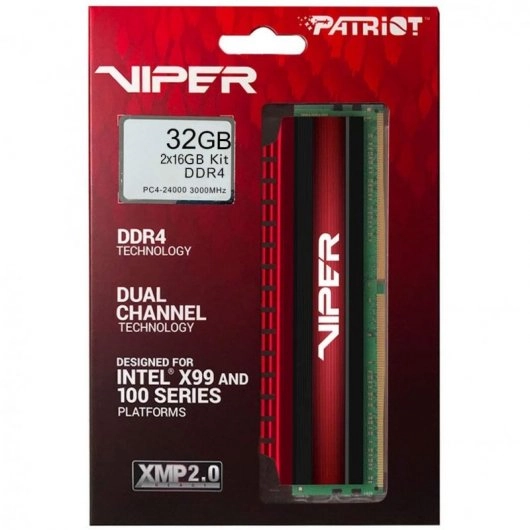 PATRIOT
VIPER
32GB
2x16GB Kit
DDR4
PC4-24000 3000MHz
DDR4
TECHNOLOGY
DUAL
CHANNEL
TECHNOLOGY
DESIGNED FOR
INTEL® X99 AND
100 SERIES
PLATFORMS
XMP2.0
VIPER